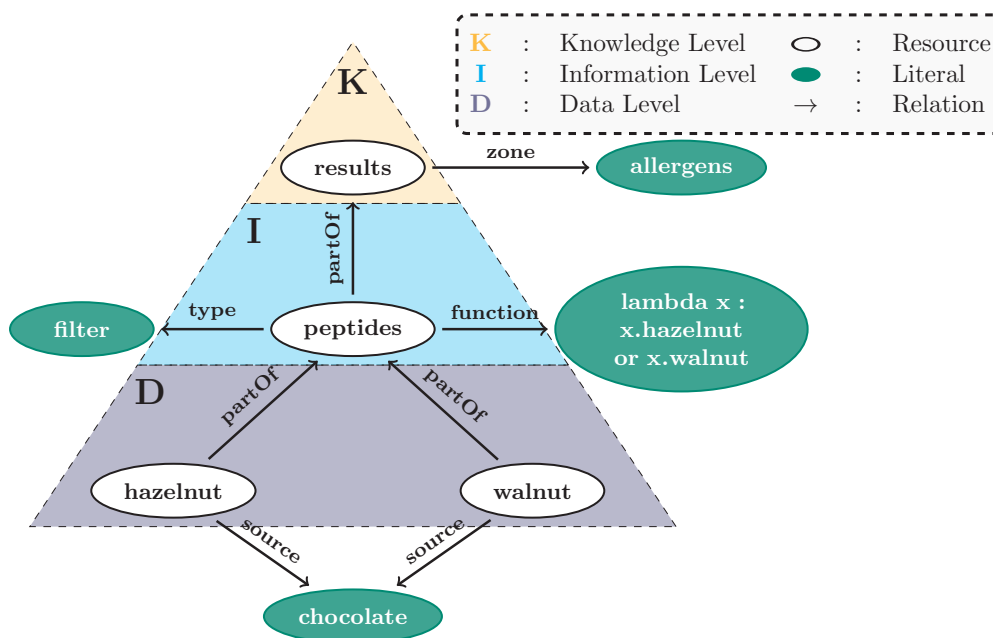 K : Knowledge Level : Resource
I : Information Level : Literal
D : Data Level → : Relation
K
results
zone
allergens
I
partOf
filter
type
peptides
function
lambda x :
x.hazelnut
or x.walnut
D
partOf
partOf
hazelnut
walnut
source
source
chocolate